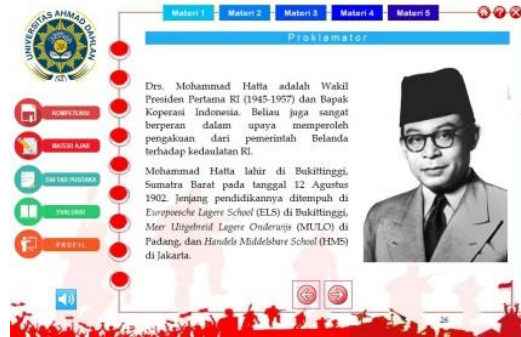 UNIVERSITAS AHMAD DAHLAN
Materi 1 Materi 2 Materi 3 Materi 4 Materi 5
Proklamator
KOMPETENSI
MATERI AJAR
DAFTAR PUSTAKA
EVALUASI
PROFIL
Drs. Mohammad Hatta adalah Wakil
Presiden Pertama RI (1945-1957) dan Bapak
Koperasi Indonesia. Beliau juga sangat
berperan dalam upaya memperoleh
pengakuan dari pemerintah Belanda
terhadap kedaulatan RI.
Mohammad Hatta lahir di Bukittinggi,
Sumatra Barat pada tanggal 12 Agustus
1902. Jenjang pendidikannya ditempuh di
Europoesche Lagere School (ELS) di Bukittinggi,
Meer Uitgebreid Lagere Onderwijs (MULO) di
Padang, dan Handels Middelsbare School (HMS)
di Jakarta.
26